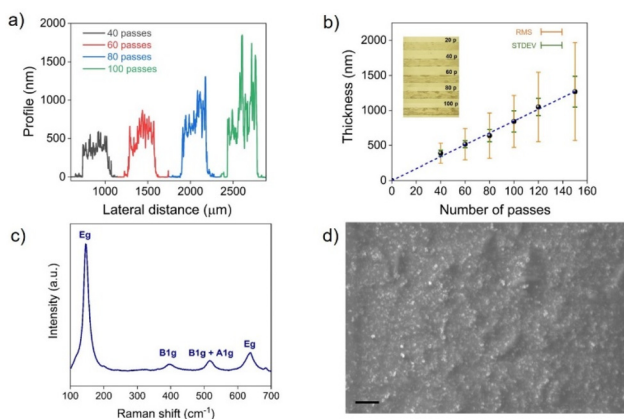 a)
40 passes
60 passes
80 passes
100 passes
2000
1500
1000
500
0
Profile (nm)
1000 1500 2000 2500
Lateral distance (μm)
b)
RMS
STDEV
20 p
40 p
60 p
80 p
100 p
2000
1500
1000
500
0
Thickness (nm)
0 20 40 60 80 100 120 140 160
Number of passes
c)
Eg
B1g
B1g + A1g
Eg
Intensity (a.u.)
100 200 300 400 500 600 700
Raman shift (cm⁻¹)
d)